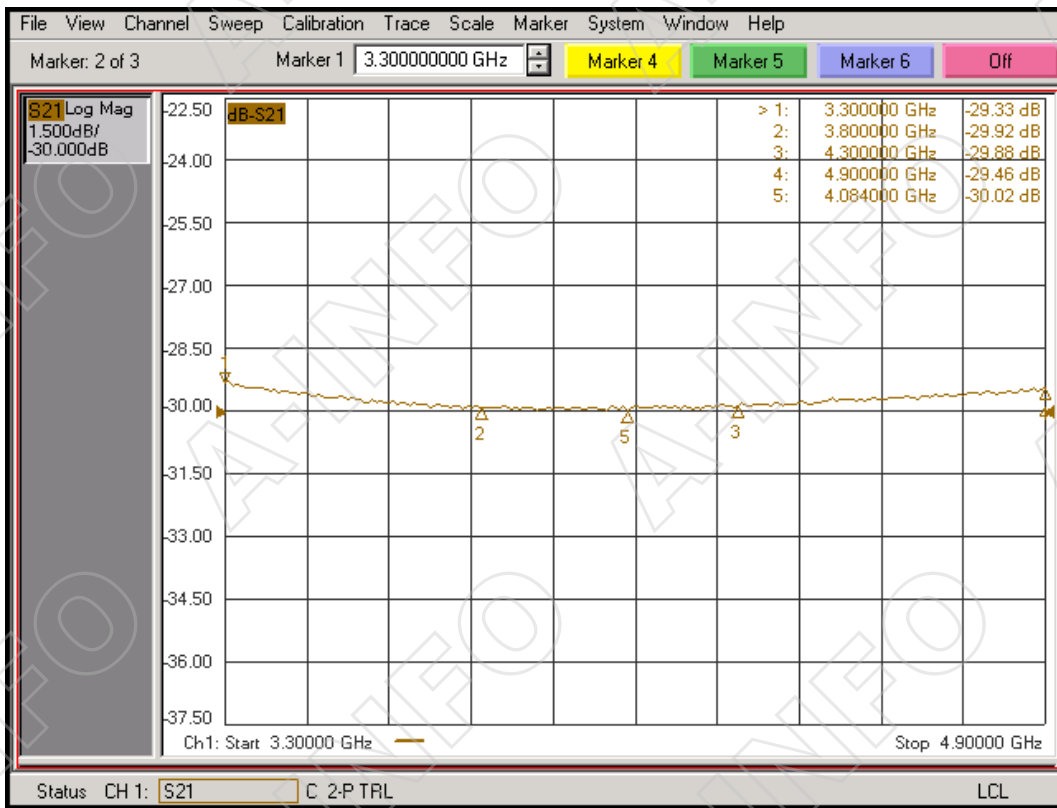 File View Channel Sweep Calibration Trace Scale Marker System Window Help
Marker: 2 of 3 Marker 1 3.300000000 GHz Marker 4 Marker 5 Marker 6 Off
S21 Log Mag
1.500dB/
-30.000dB
dB-S21
> 1: 3.300000 GHz -29.33 dB
2: 3.800000 GHz -29.92 dB
3: 4.300000 GHz -29.88 dB
4: 4.900000 GHz -29.46 dB
5: 4.084000 GHz -30.02 dB
-22.50
-24.00
-25.50
-27.00
-28.50
-30.00
-31.50
-33.00
-34.50
-36.00
-37.50
1
2
5
3
Ch1: Start 3.30000 GHz
Stop 4.90000 GHz
Status CH 1: S21 C 2-P TRL LCL
A-INFO
A-INFO
A-INFO
A-INFO